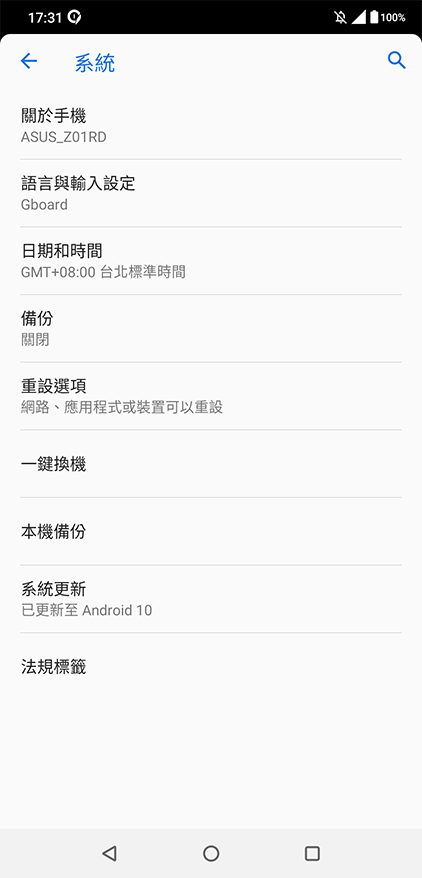 17:31
100%
系統
關於手機
ASUS_Z01RD
語言與輸入設定
Gboard
日期和時間
GMT+08:00 台北標準時間
備份
關閉
重設選項
網路、應用程式或裝置可以重設
一鍵換機
本機備份
系統更新
已更新至 Android 10
法規標籤